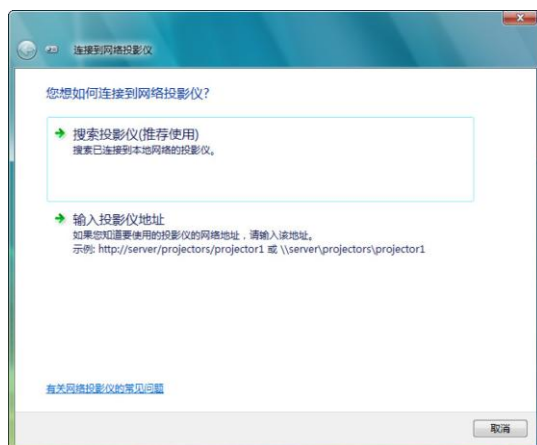 连接到网络投影仪
您想如何连接到网络投影仪?
搜索投影仪(推荐使用)
搜索已连接到本地网络的投影仪。
输入投影仪地址
如果您知道要使用的投影仪的网络地址，请输入该地址。
示例: http://server/projectors/projector1 或 \\server\projectors\projector1
有关网络投影仪的常见问题
取消